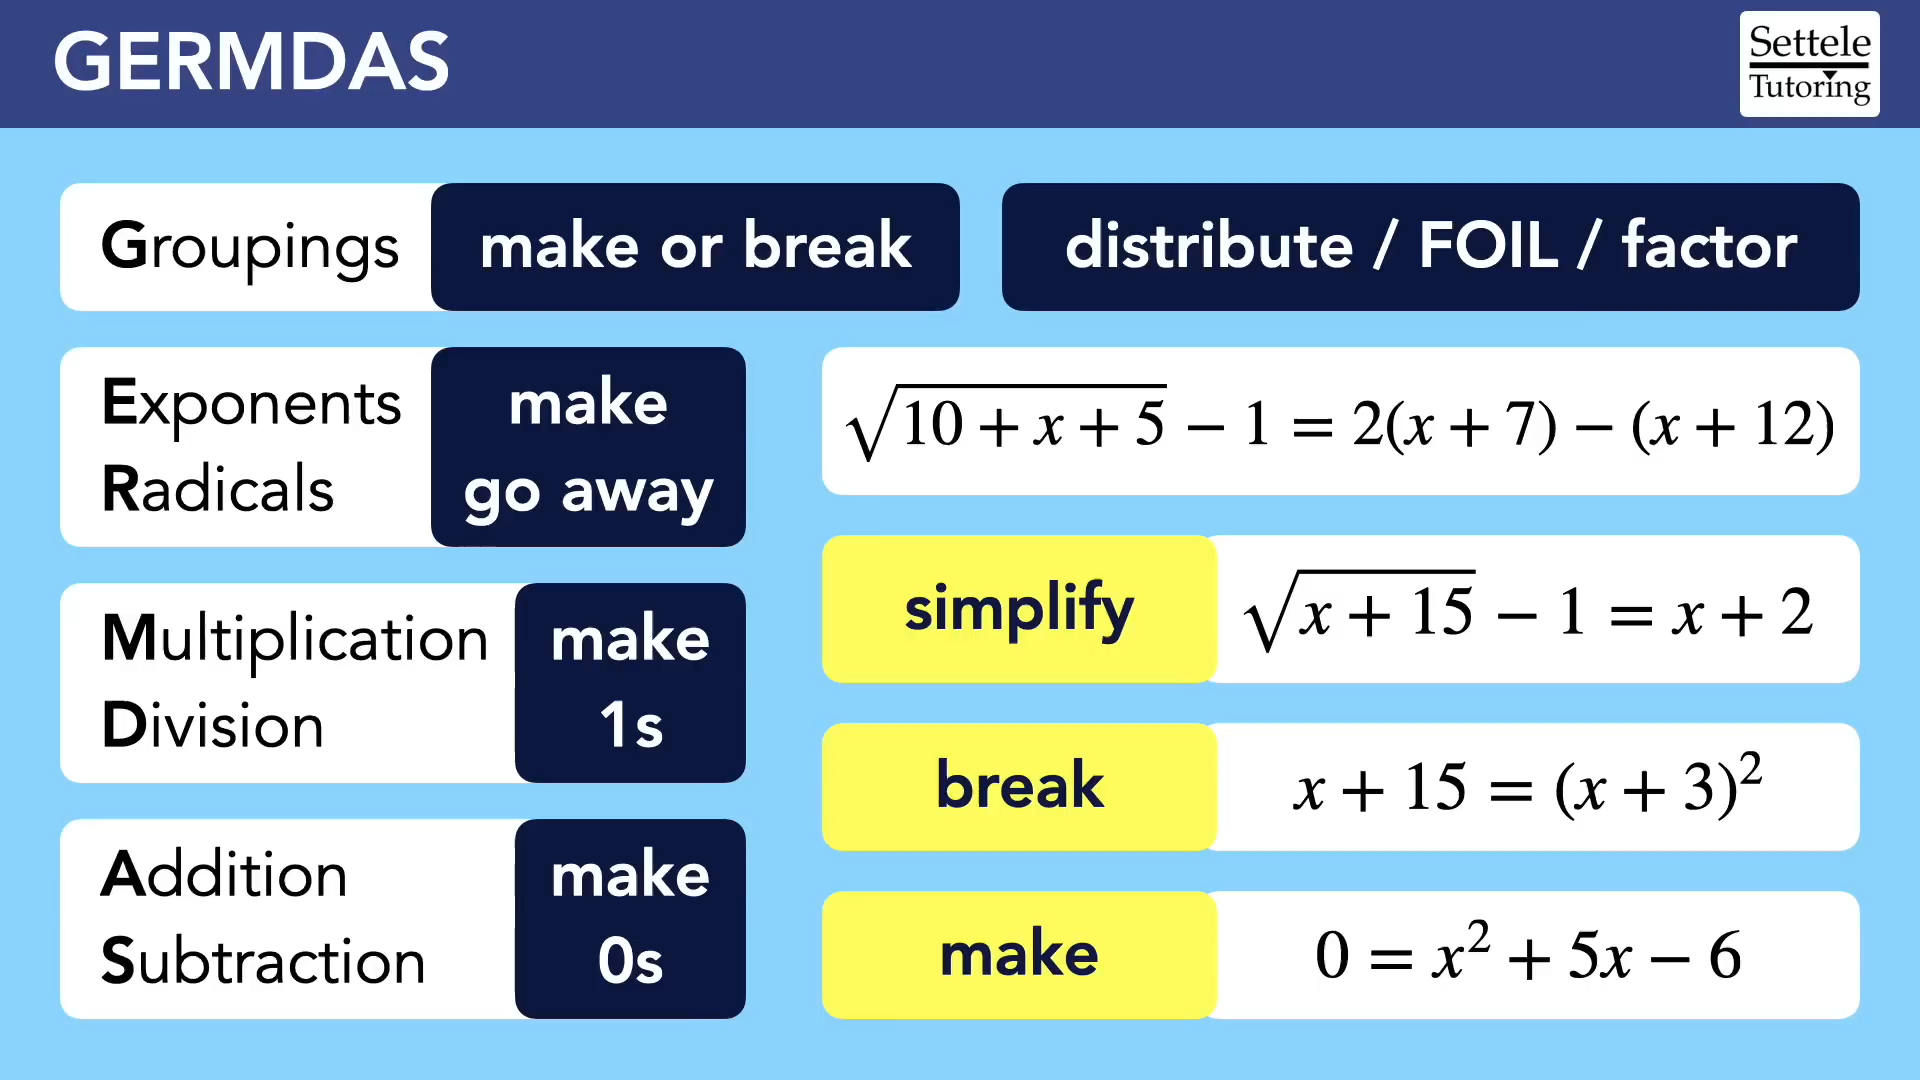 GERMDAS
Settele
Tutoring
Groupings
make or break
distribute / FOIL / factor
Exponents
Radicals
make
go away
√(10 + x + 5) − 1 = 2(x + 7) − (x + 12)
simplify
√(x + 15) − 1 = x + 2
Multiplication
Division
make
1s
break
x + 15 = (x + 3)²
Addition
Subtraction
make
0s
make
0 = x² + 5x − 6